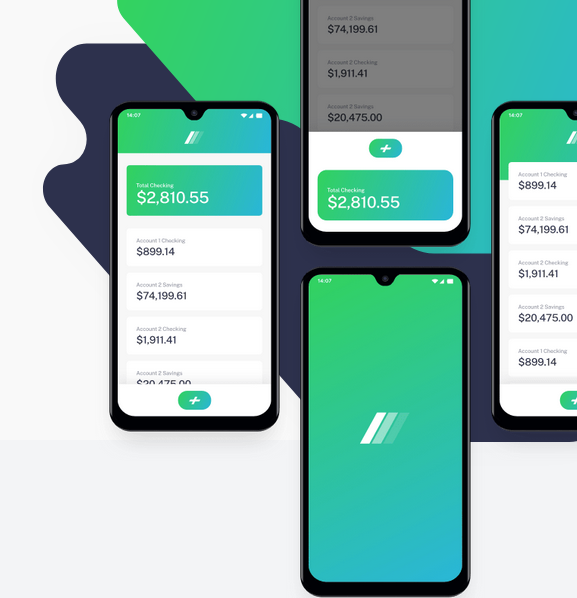 14:07
Total Checking
$2,810.55
Account 1 Checking
$899.14
Account 2 Savings
$74,199.61
Account 2 Checking
$1,911.41
Account 2 Savings
$20,475.00
Account 2 Savings
$74,199.61
Account 2 Checking
$1,911.41
Account 2 Savings
$20,475.00
Total Checking
$2,810.55
14:07
14:07
Account 1 Checking
$899.14
Account 2 Savings
$74,199.61
Account 2 Checking
$1,911.41
Account 2 Savings
$20,475.00
Account 1 Checking
$899.14